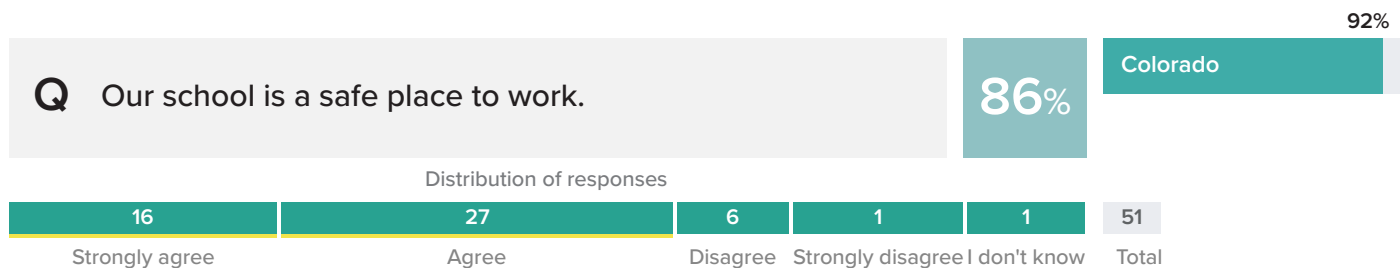 92%
Q Our school is a safe place to work.
86%
Colorado
Distribution of responses
16 27 6 1 1 51
Strongly agree Agree Disagree Strongly disagree I don't know Total